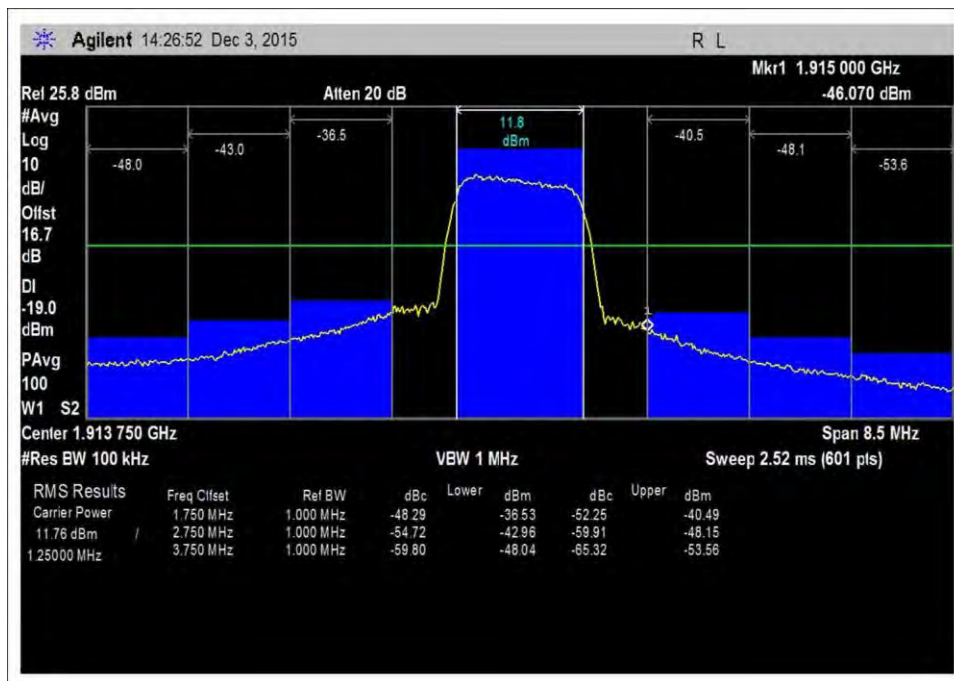 Agilent 14:26:52 Dec 3, 2015 R L
Mkr1 1.915 000 GHz
Rel 25.8 dBm Atten 20 dB -46.070 dBm
#Avg
Log
10
dB/
Offst
16.7
dB
DI
-19.0
dBm
PAvg
100
W1 S2
11.8
dBm
-48.0 -43.0 -36.5 -40.5 -48.1 -53.6
1
Center 1.913 750 GHz Span 8.5 MHz
#Res BW 100 kHz VBW 1 MHz Sweep 2.52 ms (601 pts)
RMS Results Freq Offset Ref BW dBc Lower dBm dBc Upper dBm
Carrier Power 1.750 MHz 1.000 MHz -48.29 -36.53 -52.25 -40.49
11.76 dBm / 2.750 MHz 1.000 MHz -54.72 -42.96 -59.91 -48.15
1.25000 MHz 3.750 MHz 1.000 MHz -59.80 -48.04 -65.32 -53.56